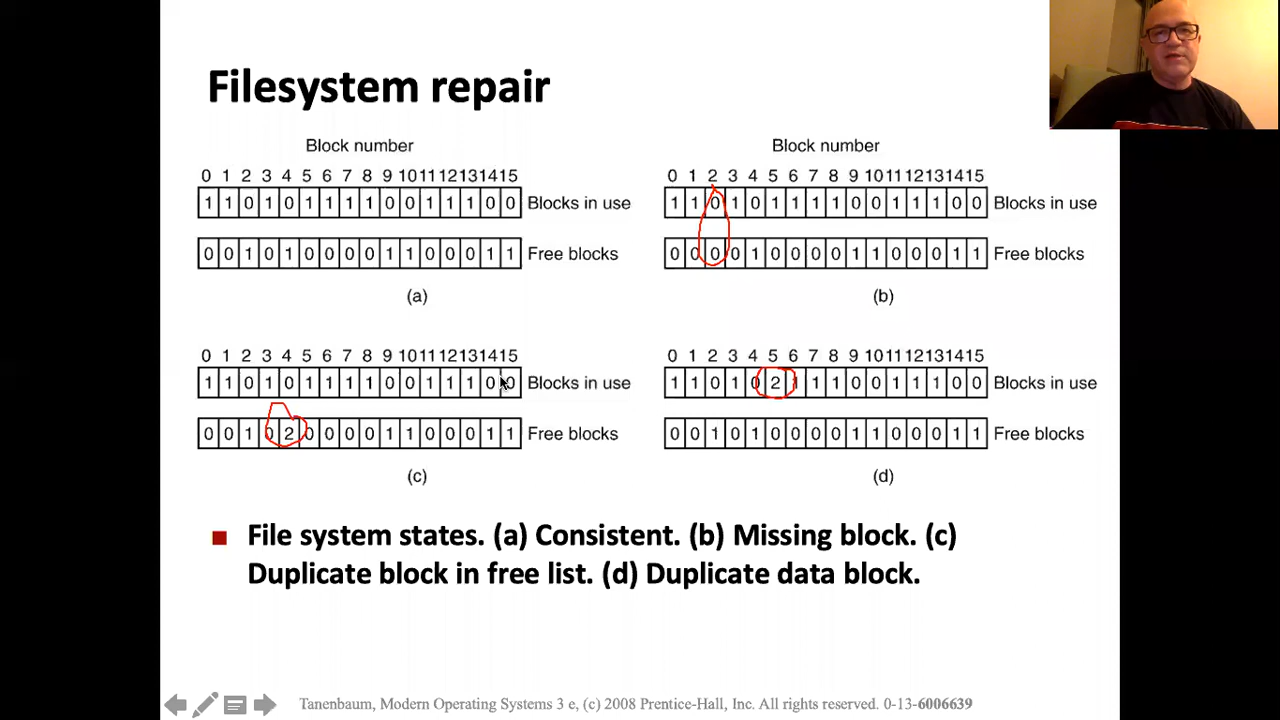 Filesystem repair
Block number
0 1 2 3 4 5 6 7 8 9 10 11 12 13 14 15
1 1 0 1 0 1 1 1 1 0 0 1 1 1 0 0 Blocks in use
0 0 1 0 1 0 0 0 0 1 1 0 0 0 1 1 Free blocks
(a)
Block number
0 1 2 3 4 5 6 7 8 9 10 11 12 13 14 15
1 1 0 1 0 1 1 1 1 0 0 1 1 1 0 0 Blocks in use
0 0 0 0 1 0 0 0 0 1 1 0 0 0 1 1 Free blocks
(b)
0 1 2 3 4 5 6 7 8 9 10 11 12 13 14 15
1 1 0 1 0 1 1 1 1 0 0 1 1 1 0 0 Blocks in use
0 0 1 0 2 0 0 0 0 1 1 0 0 0 1 1 Free blocks
(c)
0 1 2 3 4 5 6 7 8 9 10 11 12 13 14 15
1 1 0 1 0 2 1 1 1 0 0 1 1 1 0 0 Blocks in use
0 0 1 0 1 0 0 0 0 1 1 0 0 0 1 1 Free blocks
(d)
File system states. (a) Consistent. (b) Missing block. (c)
Duplicate block in free list. (d) Duplicate data block.
Tanenbaum, Modern Operating Systems 3 e, (c) 2008 Prentice-Hall, Inc. All rights reserved. 0-13-6006639